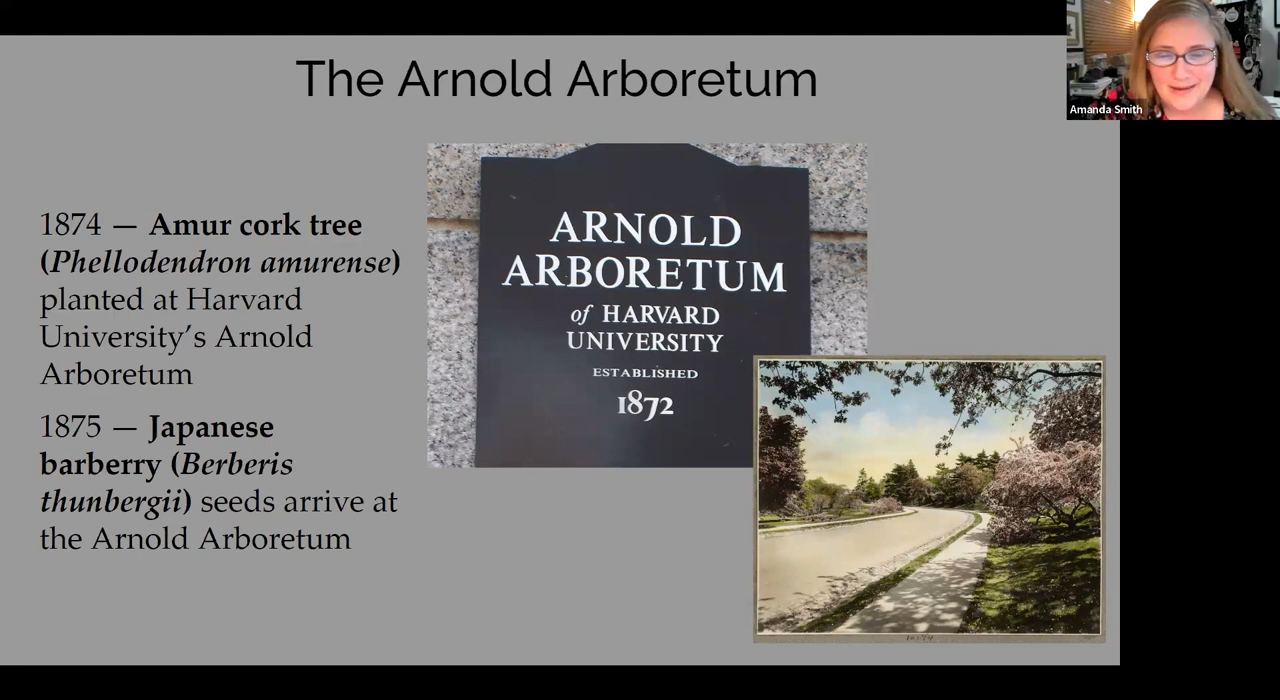 The Arnold Arboretum
Amanda Smith
1874 — Amur cork tree
(Phellodendron amurense)
planted at Harvard
University’s Arnold
Arboretum
1875 — Japanese
barberry (Berberis
thunbergii) seeds arrive at
the Arnold Arboretum
ARNOLD
ARBORETUM
of HARVARD
UNIVERSITY
ESTABLISHED
1872